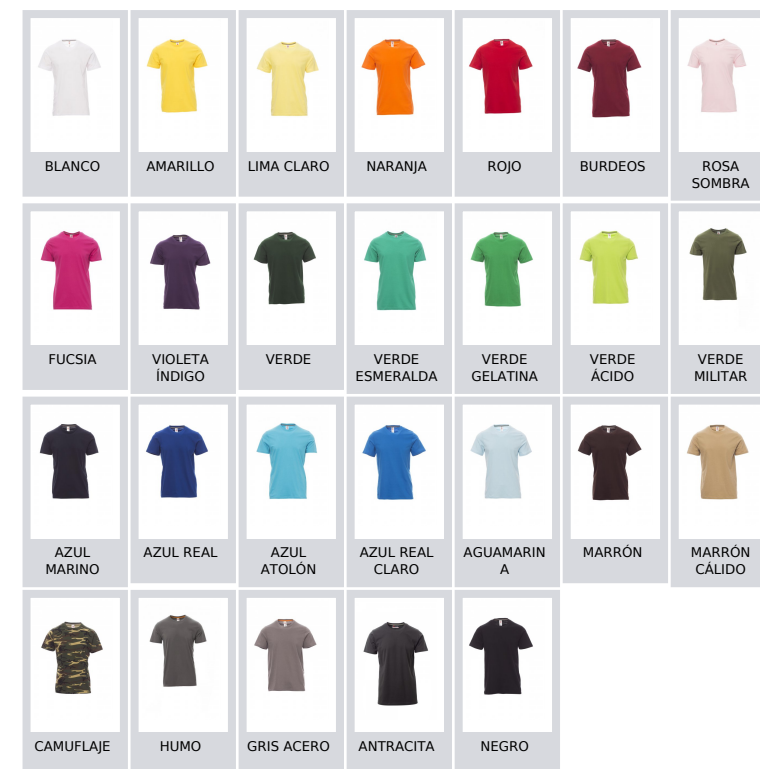 BLANCO
AMARILLO
LIMA CLARO
NARANJA
ROJO
BURDEOS
ROSA
SOMBRA
FUCSIA
VIOLETA
ÍNDIGO
VERDE
VERDE
ESMERALDA
VERDE
GELATINA
VERDE
ÁCIDO
VERDE
MILITAR
AZUL
MARINO
AZUL REAL
AZUL
ATOLÓN
AZUL REAL
CLARO
AGUAMARIN
A
MARRÓN
MARRÓN
CÁLIDO
CAMUFLAJE
HUMO
GRIS ACERO
ANTRACITA
NEGRO